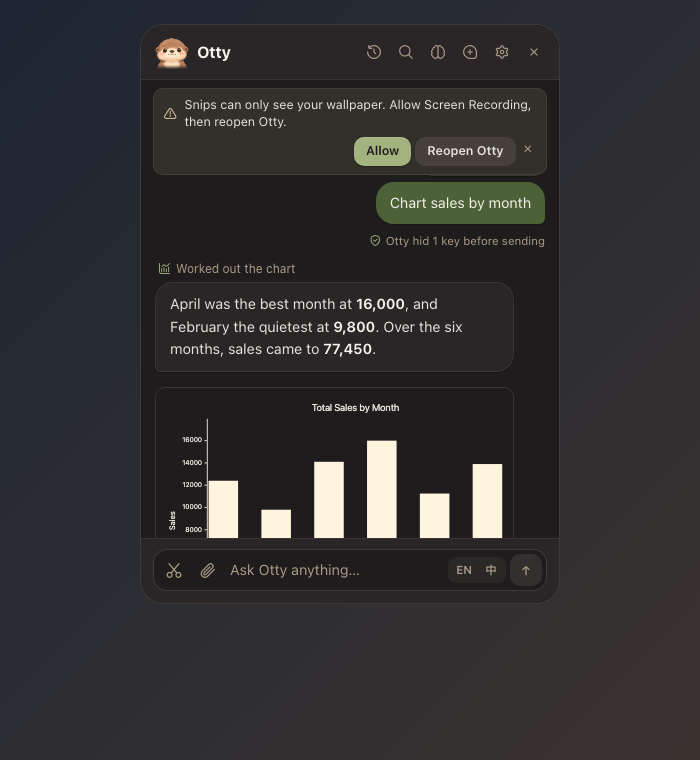 Otty
Snips can only see your wallpaper. Allow Screen Recording,
then reopen Otty.
Allow
Reopen Otty
Chart sales by month
Otty hid 1 key before sending
Worked out the chart
April was the best month at 16,000, and
February the quietest at 9,800. Over the six
months, sales came to 77,450.
Total Sales by Month
16000
14000
12000
10000
8000
Sales
Ask Otty anything...
EN 中